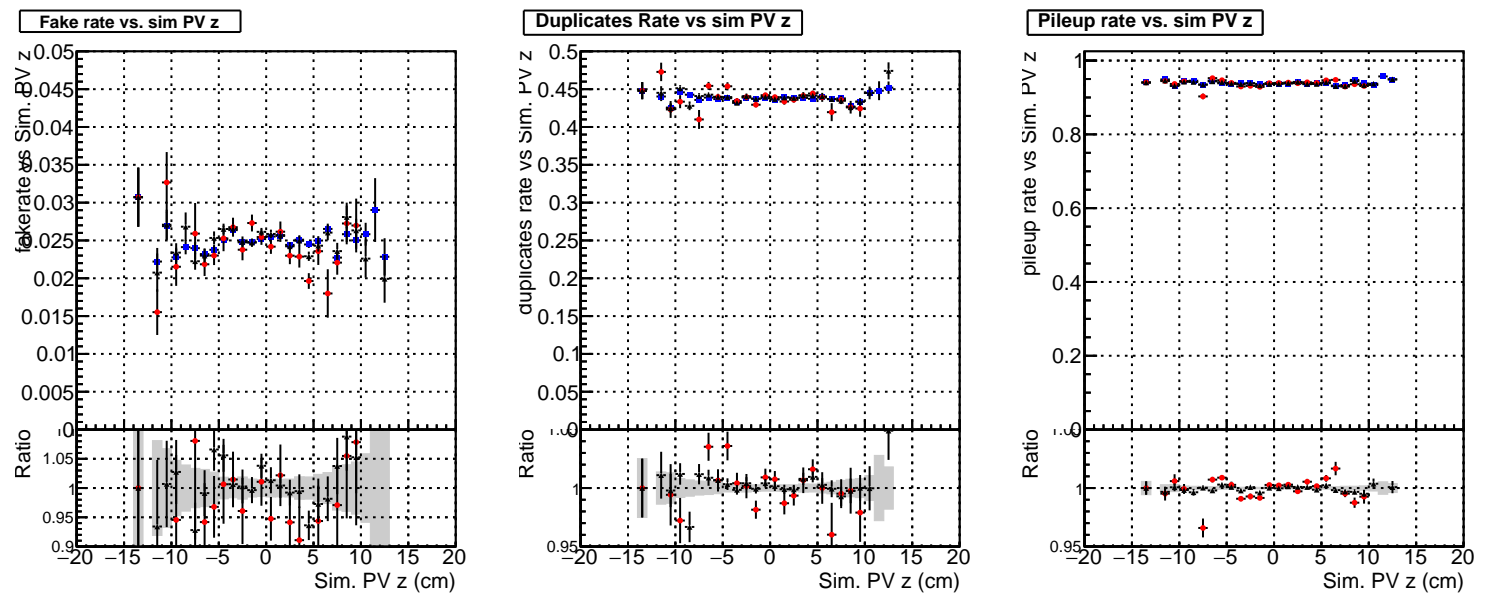 Fake rate vs. sim PV z
fakerate vs Sim. PV z
0.05
0.045
0.04
0.035
0.03
0.025
0.02
0.015
0.01
0.005
0
Ratio
1.05
1
0.95
0.9
−20 −15 −10 −5 0 5 10 15 20
Sim. PV z (cm)
Duplicates Rate vs sim PV z
duplicates rate vs Sim. PV z
0.5
0.45
0.4
0.35
0.3
0.25
0.2
0.15
0.1
0.05
0
Ratio
1
0.95
−20 −15 −10 −5 0 5 10 15 20
Sim. PV z (cm)
Pileup rate vs. sim PV z
pileup rate vs Sim. PV z
1
0.8
0.6
0.4
0.2
0
Ratio
1
0.95
−20 −15 −10 −5 0 5 10 15 20
Sim. PV z (cm)